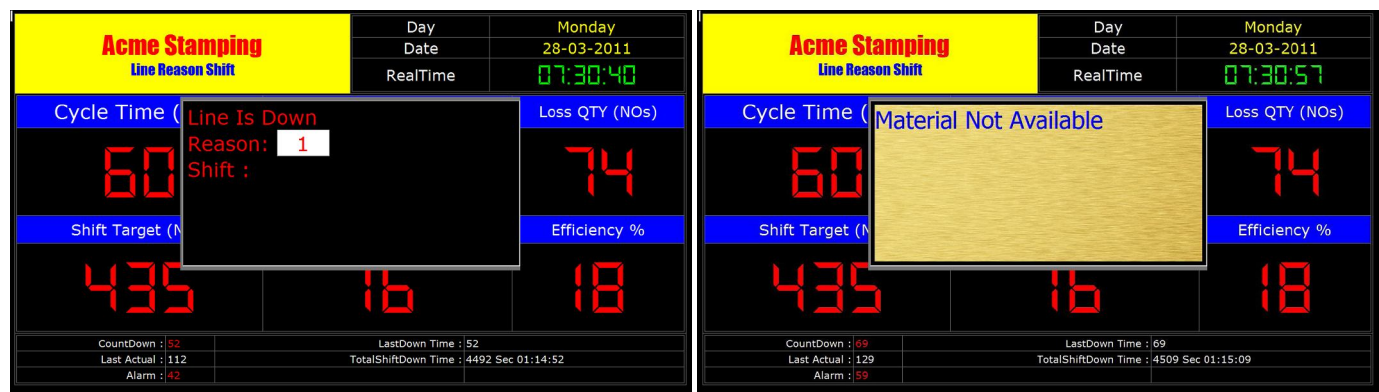 Acme Stamping
Line Reason Shift
Day Monday
Date 28-03-2011
RealTime 07:30:40
Cycle Time (
Loss QTY (NOs)
Line Is Down
Reason: 1
Shift :
60
74
Shift Target (
Efficiency %
435
16
18
CountDown : 52 LastDown Time : 52
Last Actual : 112 TotalShiftDown Time : 4492 Sec 01:14:52
Alarm : 42
Acme Stamping
Line Reason Shift
Day Monday
Date 28-03-2011
RealTime 07:30:57
Cycle Time (
Loss QTY (NOs)
Material Not Available
60
74
Shift Target (
Efficiency %
435
16
18
CountDown : 69 LastDown Time : 69
Last Actual : 129 TotalShiftDown Time : 4509 Sec 01:15:09
Alarm : 59